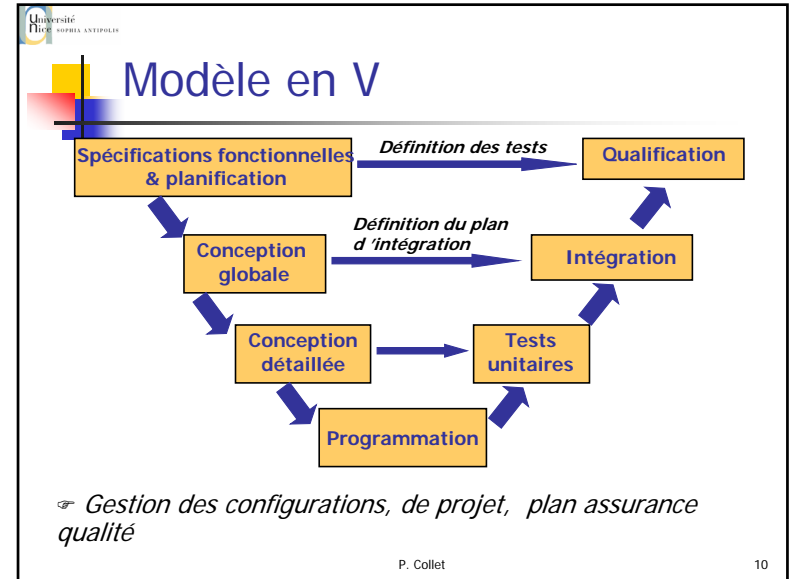 Université
Nice SOPHIA ANTIPOLIS
Modèle en V
Spécifications fonctionnelles
& planification
Définition des tests
Qualification
Conception
globale
Définition du plan
d 'intégration
Intégration
Conception
détaillée
Tests
unitaires
Programmation
☞ Gestion des configurations, de projet, plan assurance
qualité
P. Collet
10